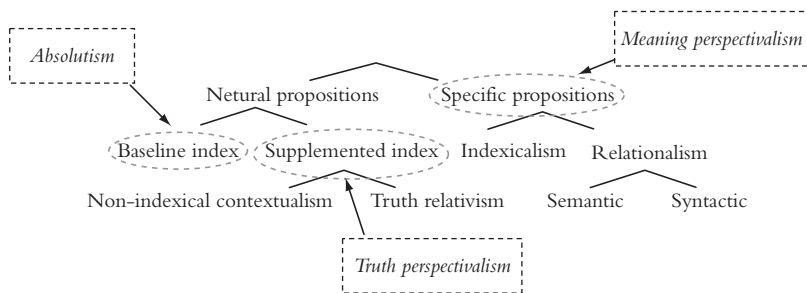 Absolutism
Meaning perspectivalism
Netural propositions
Specific propositions
Baseline index
Supplemented index
Indexicalism
Relationalism
Non-indexical contextualism
Truth relativism
Semantic
Syntactic
Truth perspectivalism